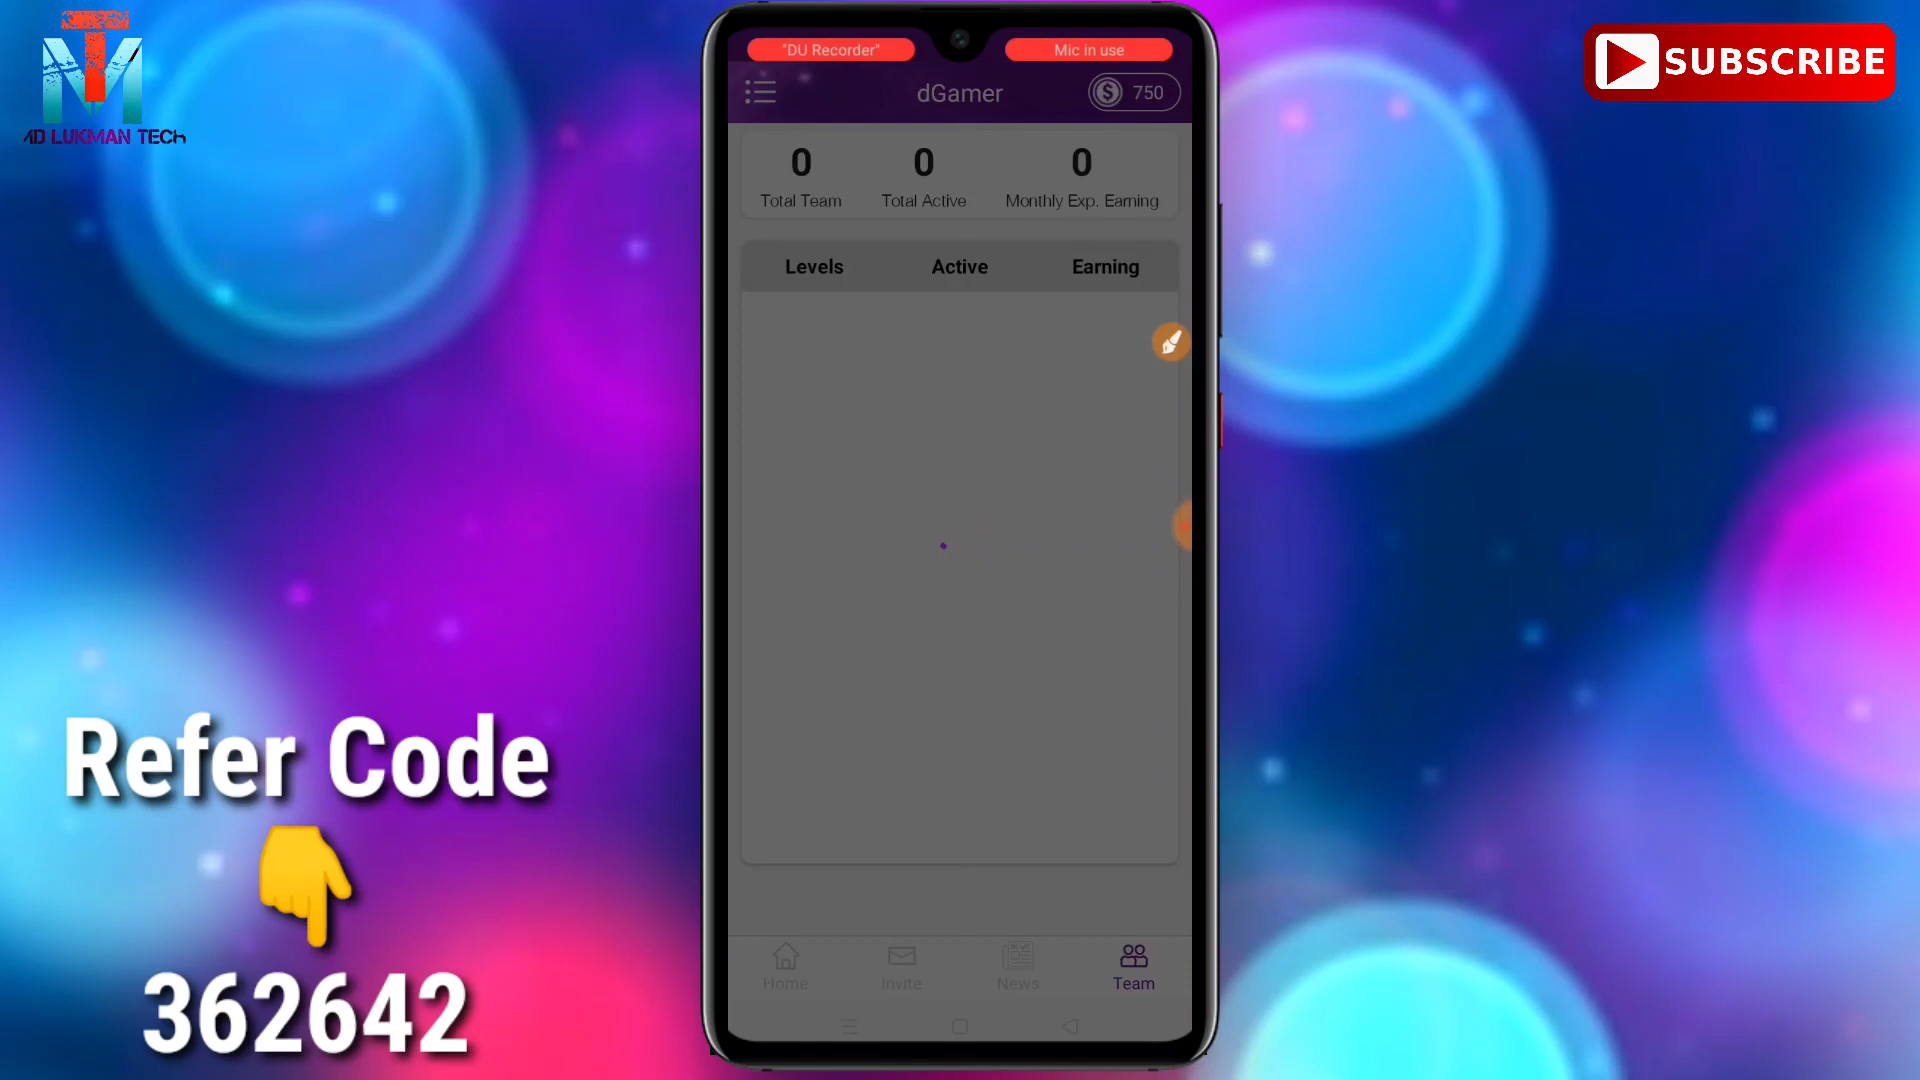 AD LUKMAN TECH
SUBSCRIBE
"DU Recorder"
Mic in use
dGamer
750
0 0 0
Total Team Total Active Monthly Exp. Earning
Levels Active Earning
Refer Code
362642
Home Invite News Team